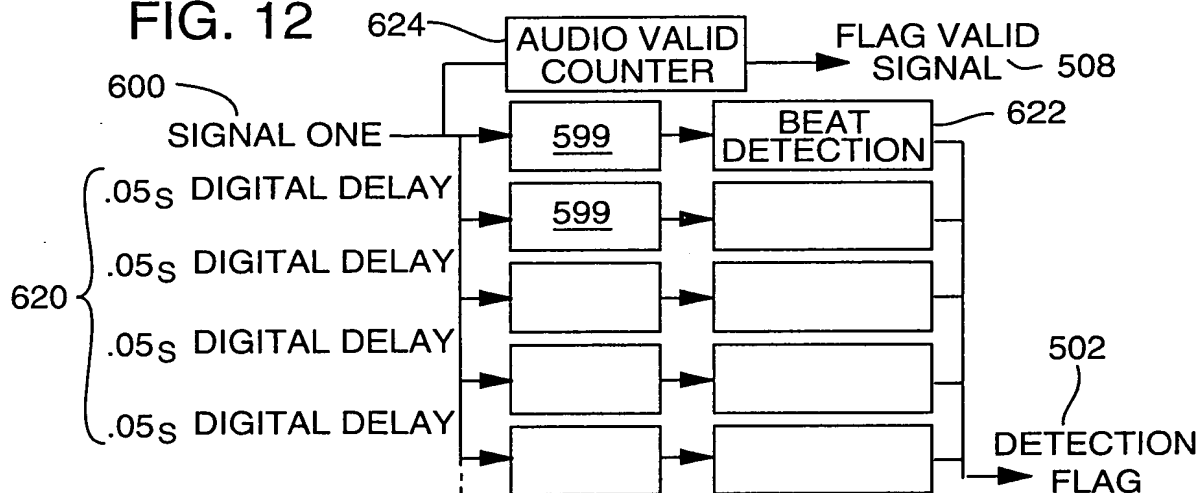 FIG. 12
624
AUDIO VALID
COUNTER
FLAG VALID
SIGNAL
508
600
SIGNAL ONE
599
BEAT
DETECTION
622
.05s DIGITAL DELAY
599
.05s DIGITAL DELAY
620
.05s DIGITAL DELAY
502
.05s DIGITAL DELAY
DETECTION
FLAG